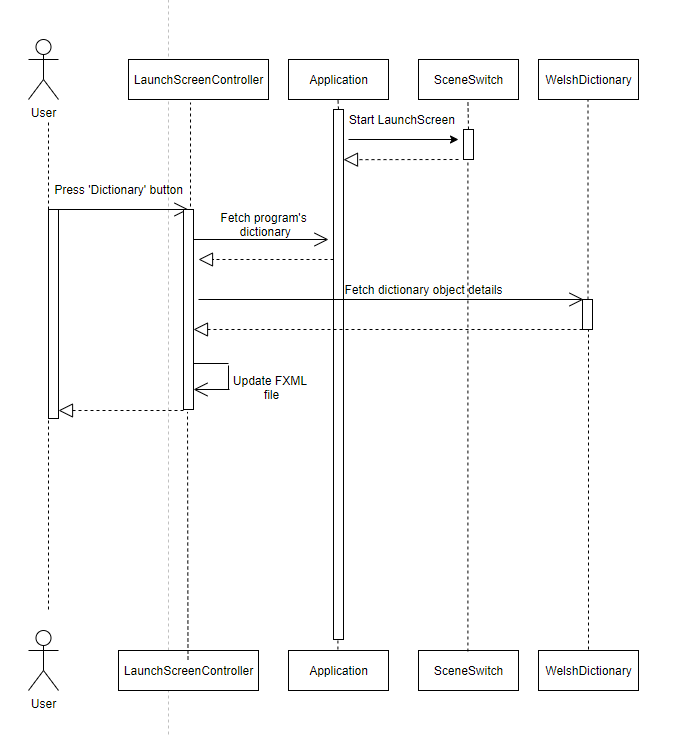 User
LaunchScreenController
Application
SceneSwitch
WelshDictionary
Start LaunchScreen
Press 'Dictionary' button
Fetch program's
dictionary
Fetch dictionary object details
Update FXML
file
User
LaunchScreenController
Application
SceneSwitch
WelshDictionary